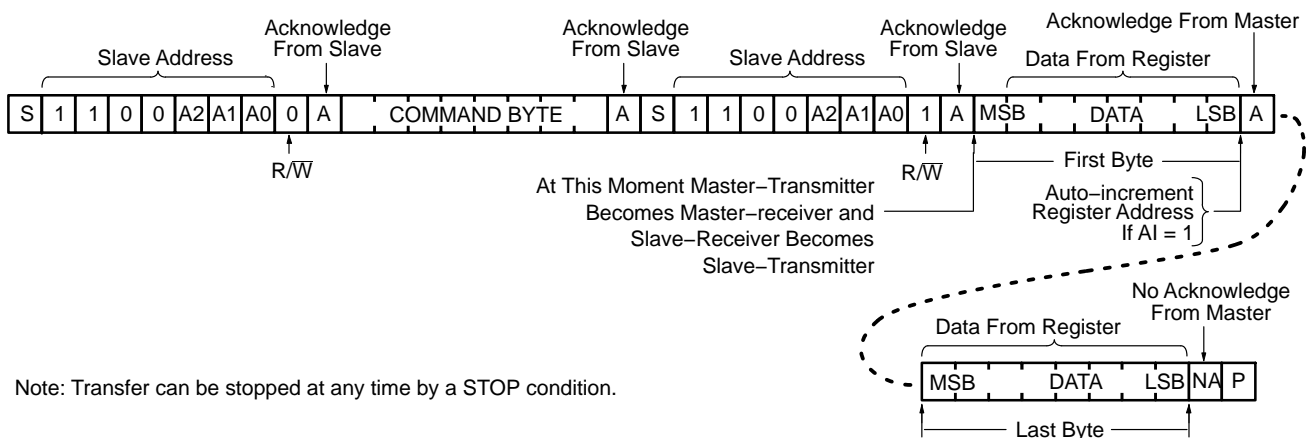 Acknowledge From Slave
Acknowledge From Slave
Acknowledge From Slave
Acknowledge From Master
Slave Address
Slave Address
Data From Register
S 1 1 0 0 A2 A1 A0 0 A COMMAND BYTE A S 1 1 0 0 A2 A1 A0 1 A MSB DATA LSB A
R/W̅
R/W̅
First Byte
At This Moment Master−Transmitter
Becomes Master−receiver and
Slave−Receiver Becomes
Slave−Transmitter
Auto−increment
Register Address
If AI = 1
No Acknowledge
From Master
Data From Register
MSB DATA LSB NA P
Last Byte
Note: Transfer can be stopped at any time by a STOP condition.